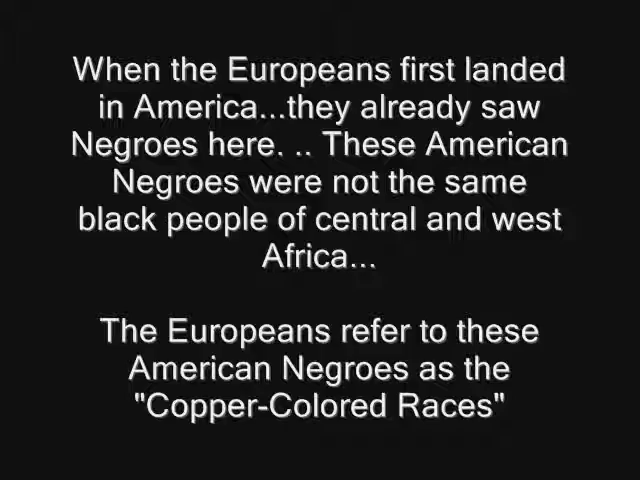 When the Europeans first landed
in America...they already saw
Negroes here. .. These American
Negroes were not the same
black people of central and west
Africa...
The Europeans refer to these
American Negroes as the
"Copper-Colored Races"